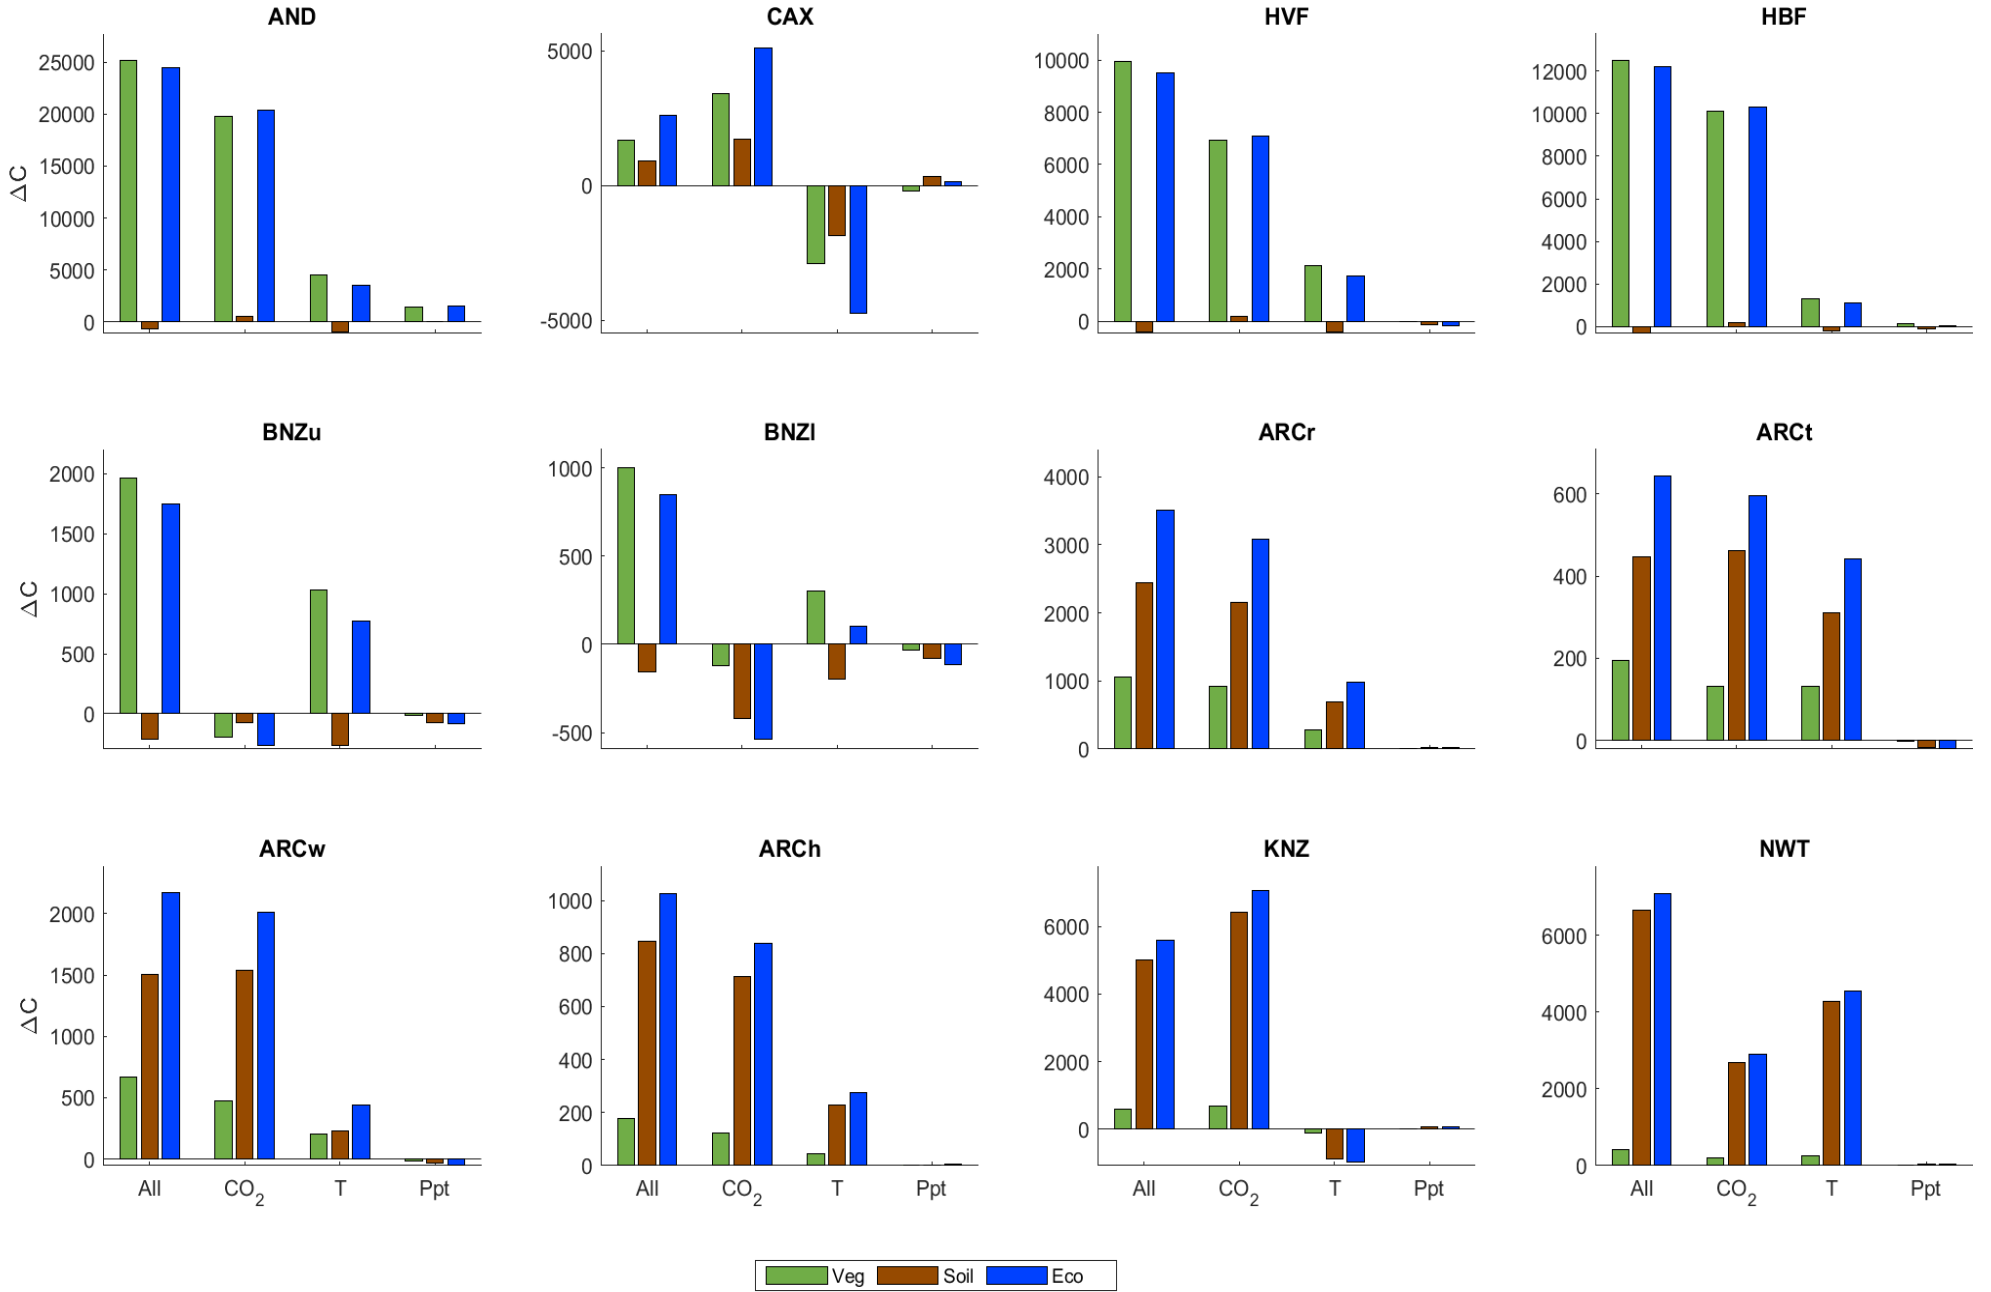 AND
CAX
HVF
HBF
ΔC
25000
20000
15000
10000
5000
0
5000
0
-5000
10000
8000
6000
4000
2000
0
12000
10000
8000
6000
4000
2000
0
BNZu
BNZl
ARCr
ARCt
ΔC
2000
1500
1000
500
0
1000
500
0
-500
4000
3000
2000
1000
0
600
400
200
0
ARCw
ARCh
KNZ
NWT
ΔC
2000
1500
1000
500
0
1000
800
600
400
200
0
6000
4000
2000
0
6000
4000
2000
0
All CO2 T Ppt
All CO2 T Ppt
All CO2 T Ppt
All CO2 T Ppt
Veg Soil Eco